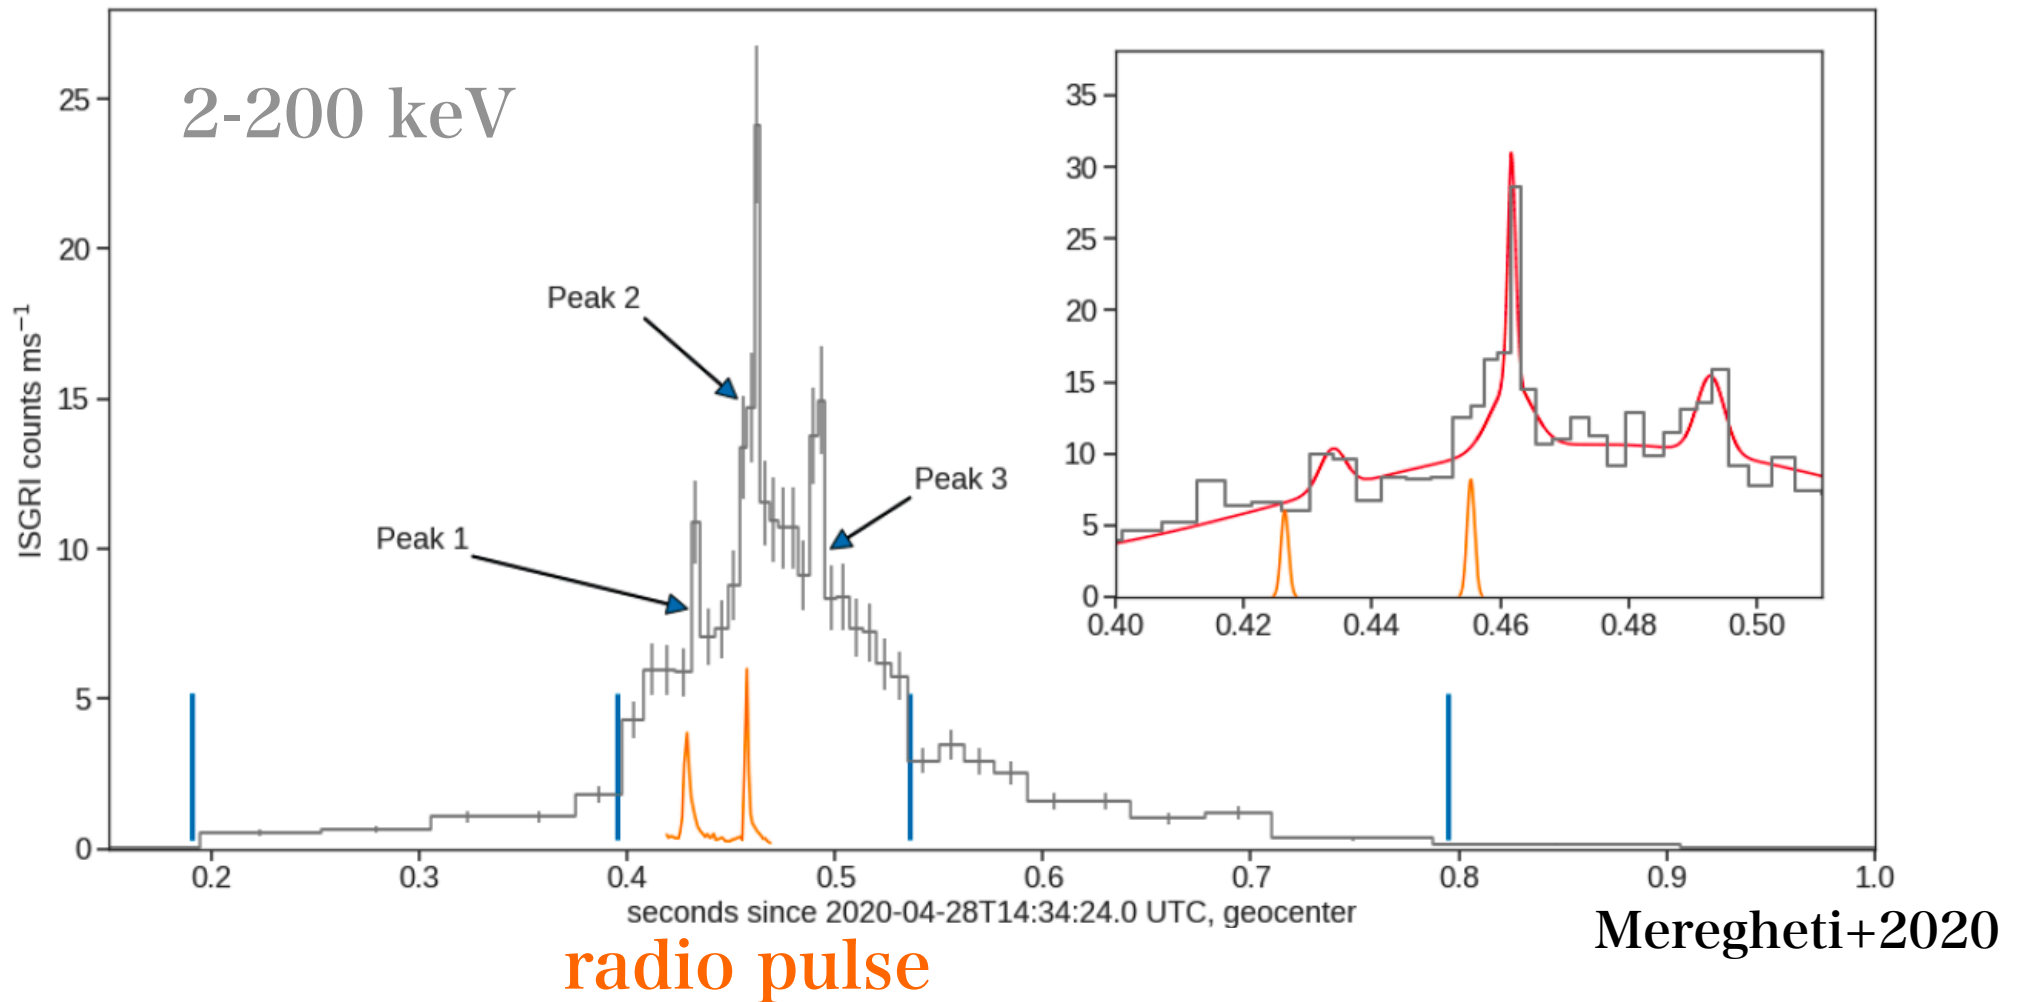 2-200 keV
ISGRI counts ms⁻¹
25
20
15
10
5
0
Peak 1
Peak 2
Peak 3
0.2 0.3 0.4 0.5 0.6 0.7 0.8 0.9 1.0
seconds since 2020-04-28T14:34:24.0 UTC, geocenter
35
30
25
20
15
10
5
0
0.40 0.42 0.44 0.46 0.48 0.50
radio pulse
Meregheti+2020